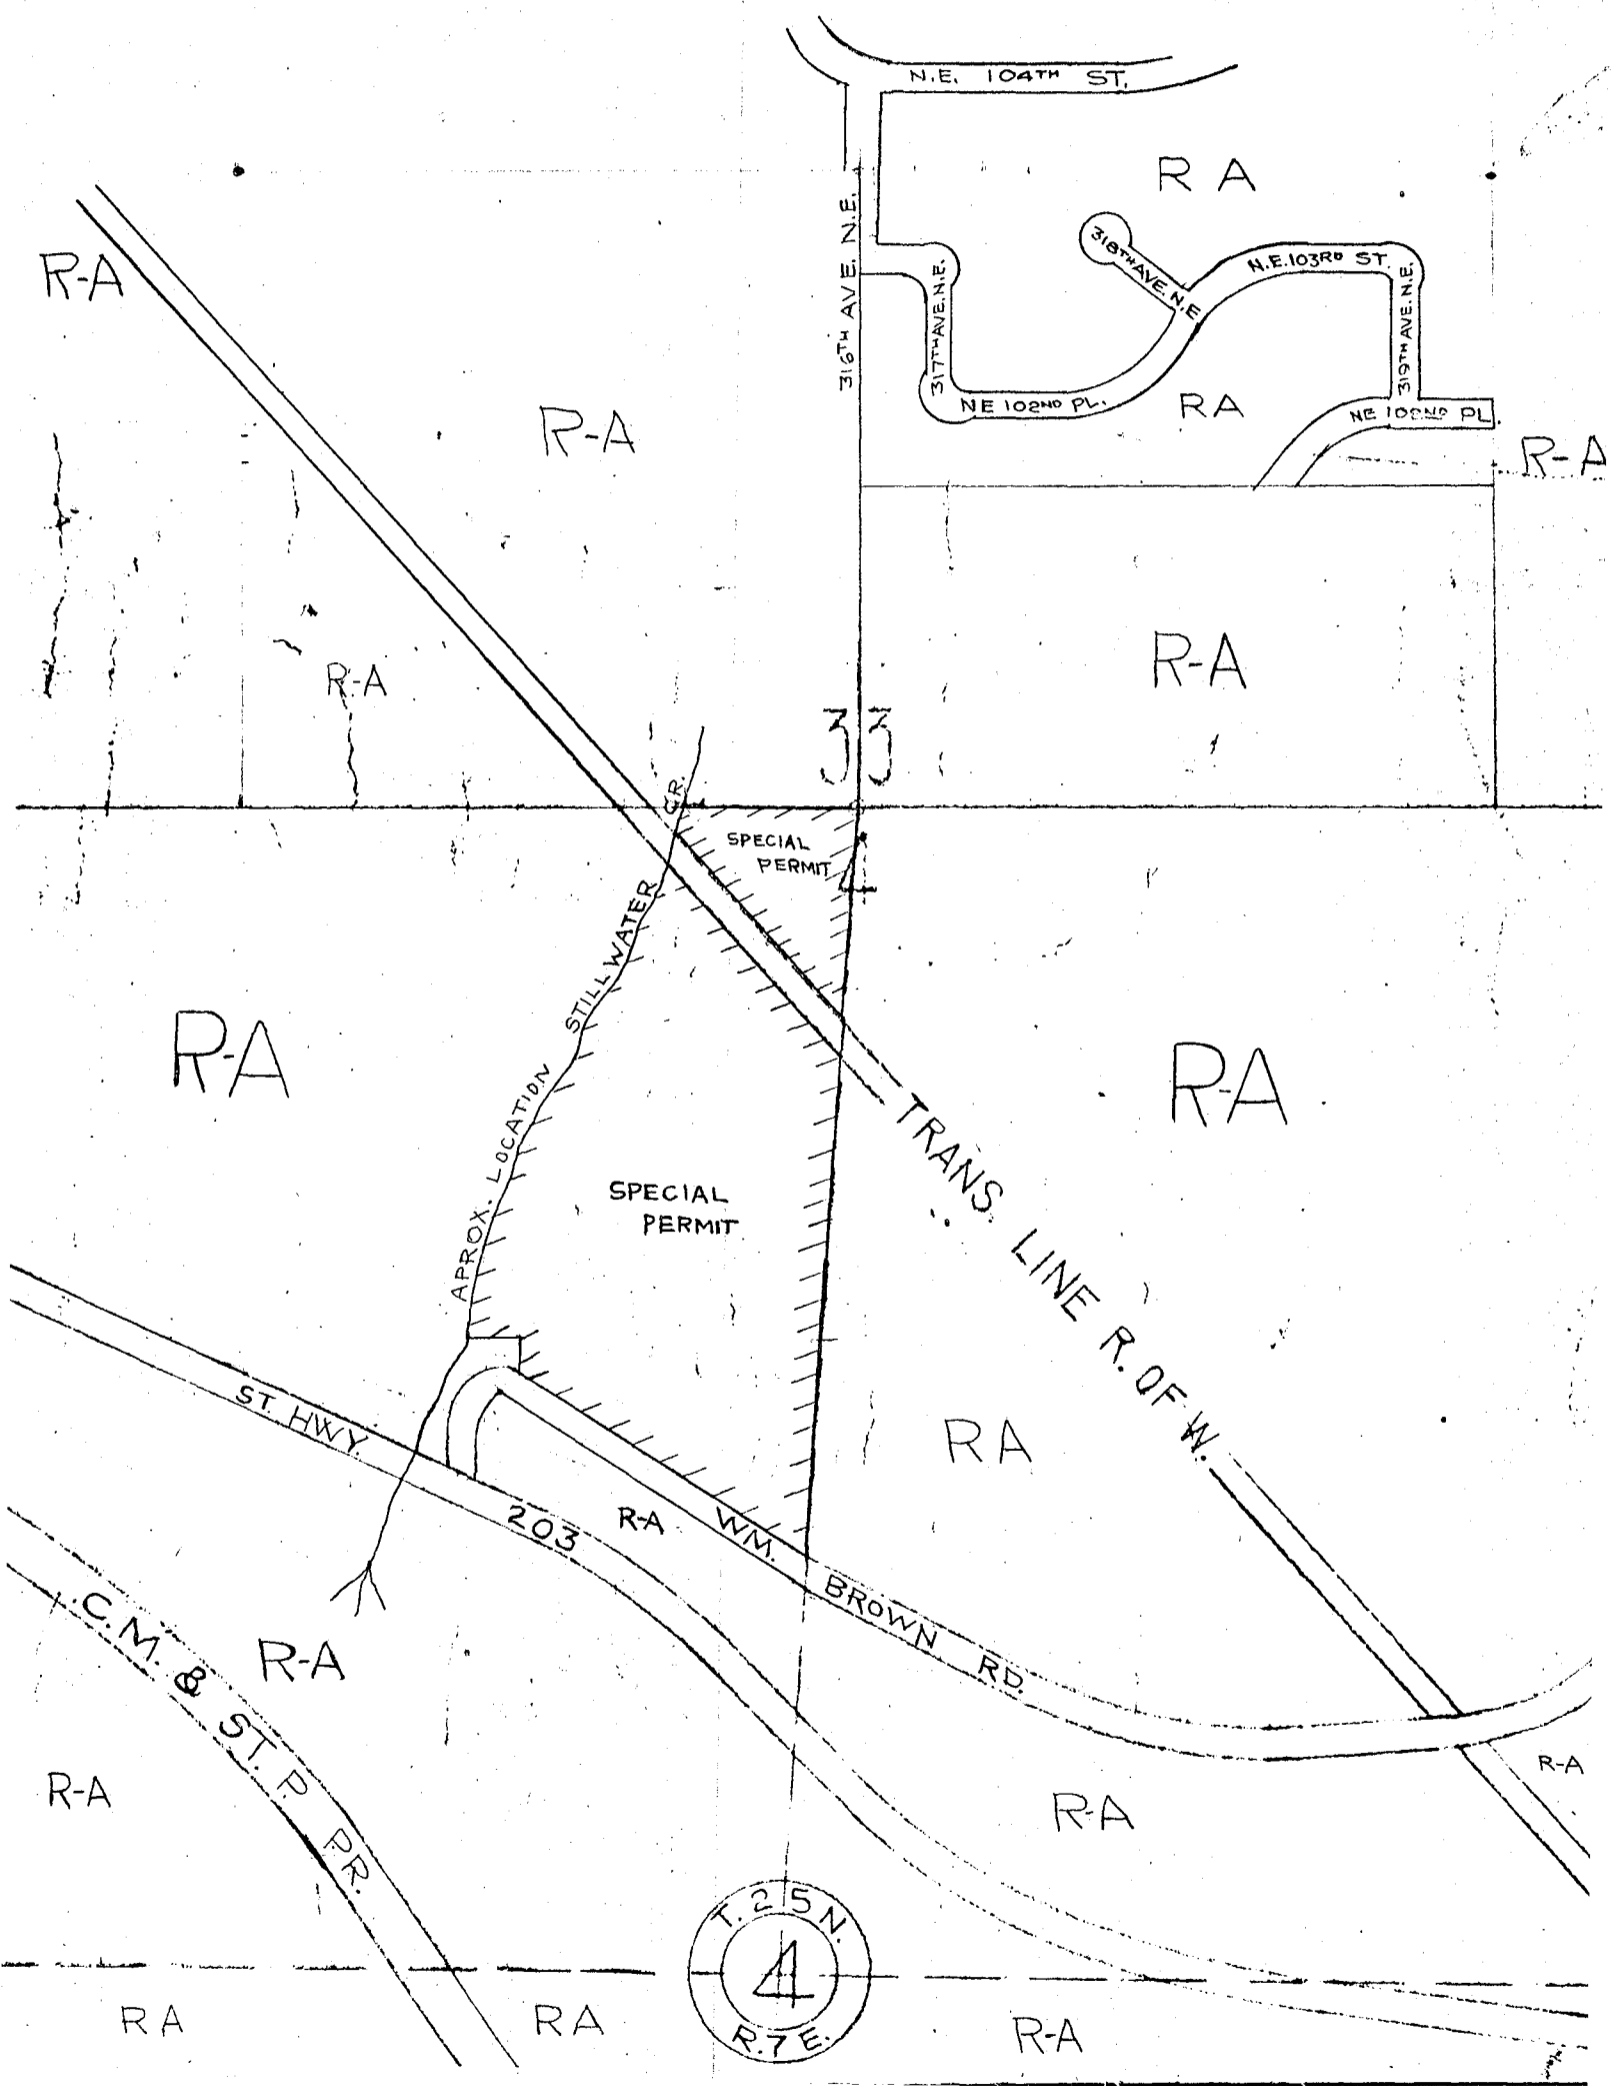 N.E. 104TH ST.
RA
316TH AVE. N.E.
R-A
318TH AVE. N.E
N.E. 103RD ST.
317TH AVE. N.E.
319TH AVE. N.E.
NE 102ND PL.
RA
NE 102ND PL.
R-A
R-A
R-A
R-A
33
SPECIAL
PERMIT
4
APROX. LOCATION STILLWATER CR.
R-A
R-A
SPECIAL
PERMIT
TRANS. LINE R. OF W.
ST. HWY. 203
RA
R-A
WM. BROWN RD.
C.M. & ST. P. PR.
R-A
R-A
R-A
R-A
T. 25 N.
4
R. 7 E.
RA
RA
R-A